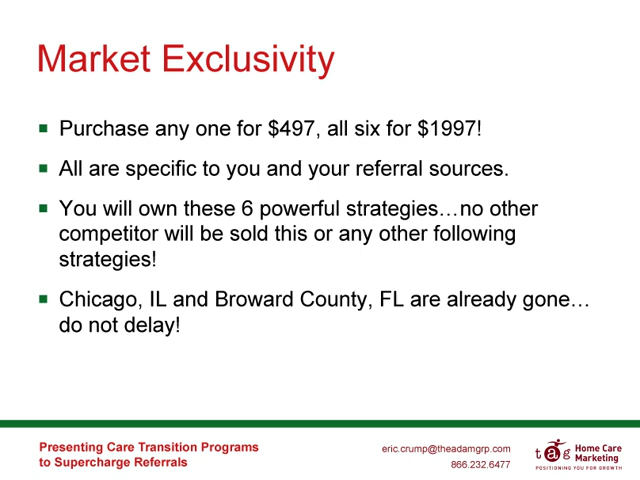 Market Exclusivity
Purchase any one for $497, all six for $1997!
All are specific to you and your referral sources.
You will own these 6 powerful strategies…no other
competitor will be sold this or any other following
strategies!
Chicago, IL and Broward County, FL are already gone…
do not delay!
Presenting Care Transition Programs
to Supercharge Referrals
eric.crump@theadamgrp.com
866.232.6477
tag Home Care
Marketing
POSITIONING YOU FOR GROWTH